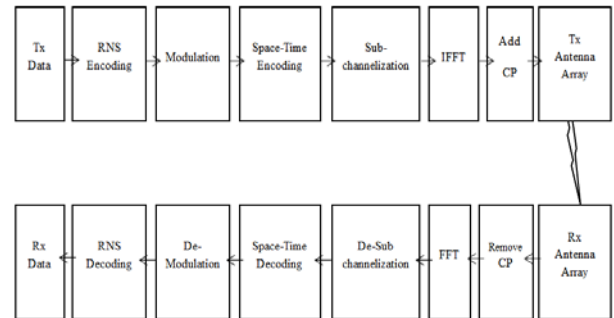 Tx
Data
RNS
Encoding
Modulation
Space-Time
Encoding
Sub-
channelization
IFFT
Add
CP
Tx
Antenna
Array
Rx
Data
RNS
Decoding
De-
Modulation
Space-Time
Decoding
De-Sub
channelization
FFT
Remove
CP
Rx
Antenna
Array